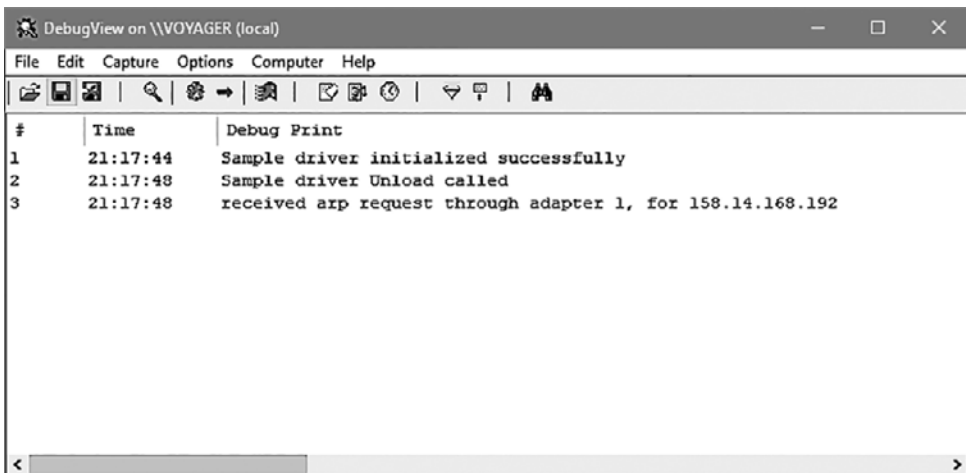 DebugView on \\VOYAGER (local)
File Edit Capture Options Computer Help
# Time Debug Print
1 21:17:44 Sample driver initialized successfully
2 21:17:48 Sample driver Unload called
3 21:17:48 received arp request through adapter 1, for 158.14.168.192